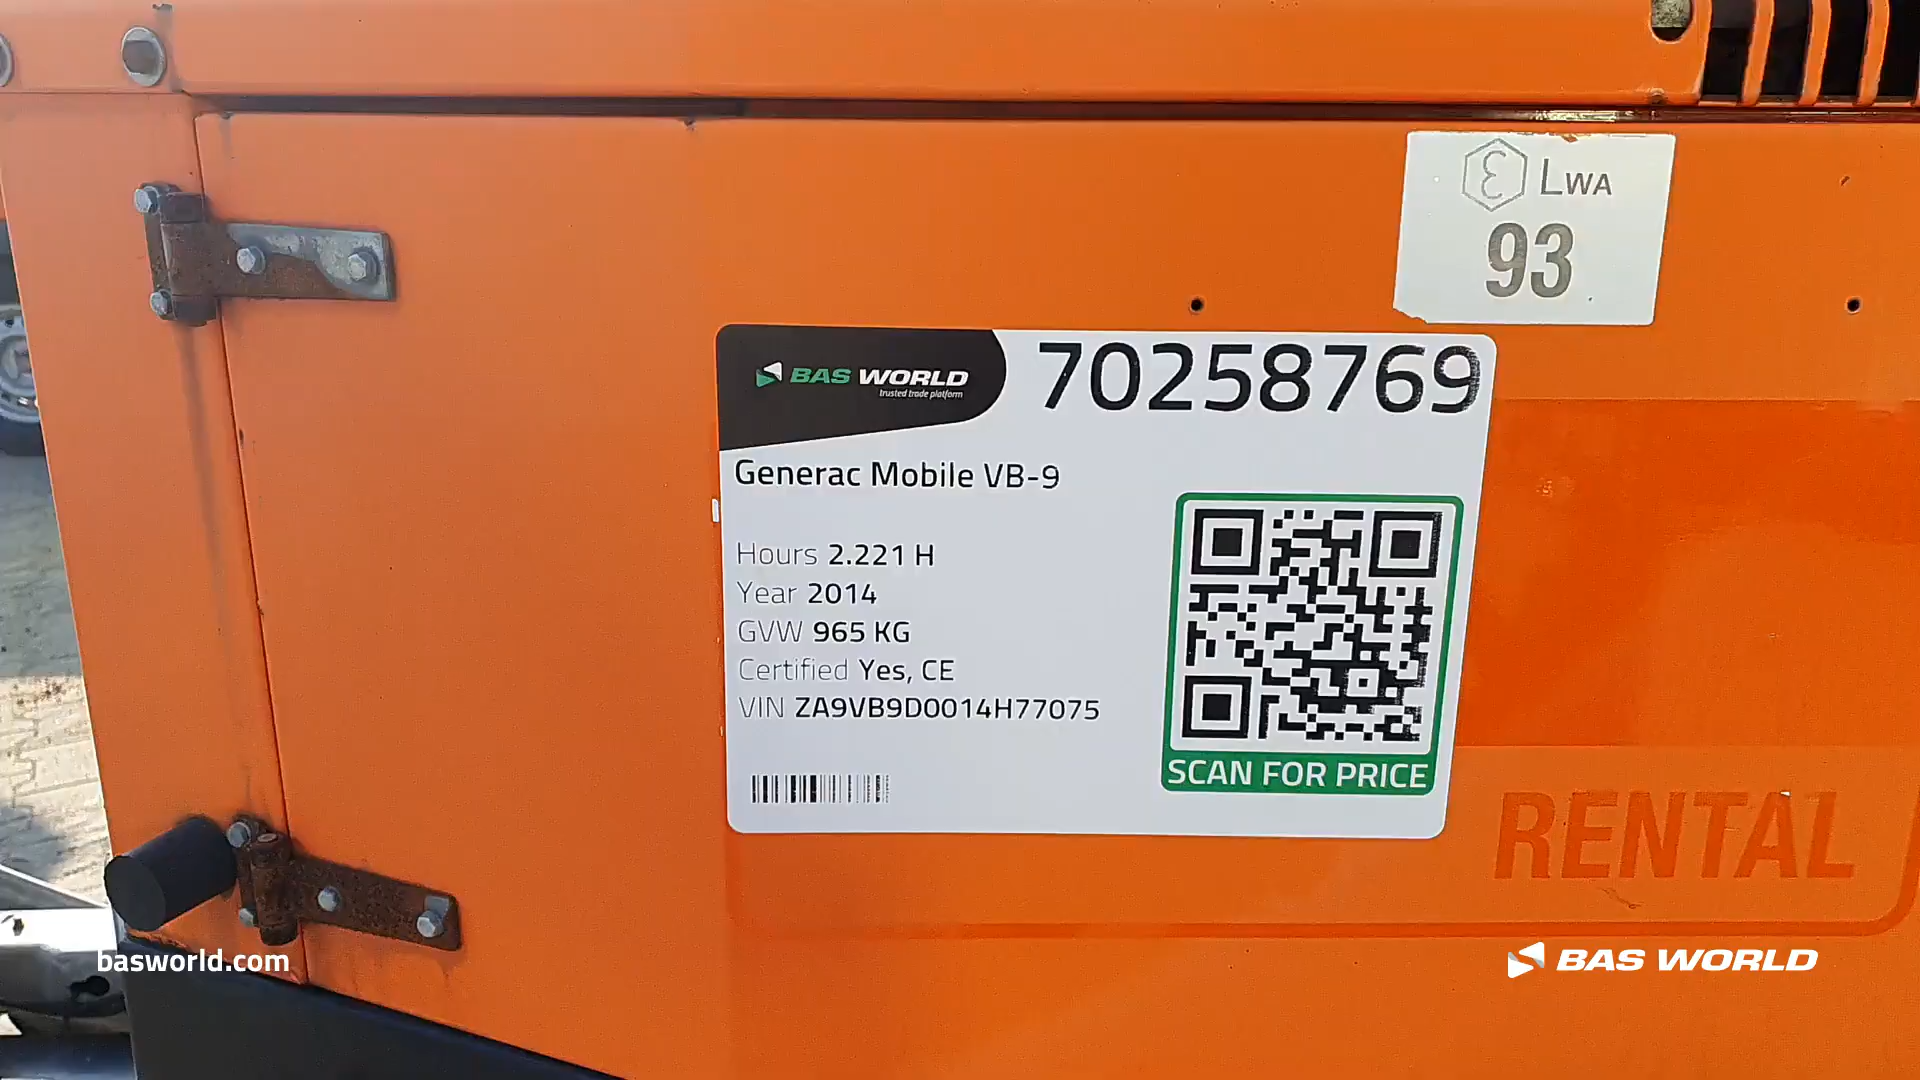 LWA
93
BAS WORLD
trusted trade platform
70258769
Generac Mobile VB-9
Hours 2.221 H
Year 2014
GVW 965 KG
Certified Yes, CE
VIN ZA9VB9D0014H77075
SCAN FOR PRICE
RENTAL
basworld.com
BAS WORLD